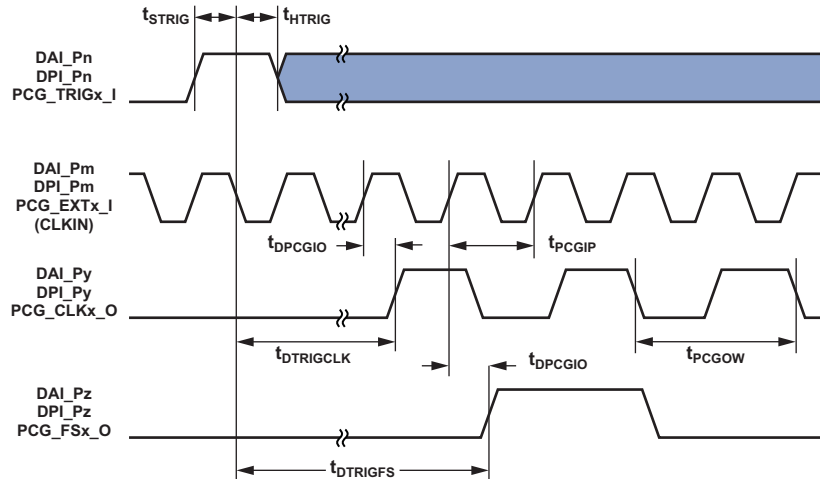 tSTRIG tHTRIG
DAI_Pn
DPI_Pn
PCG_TRIGx_I
DAI_Pm
DPI_Pm
PCG_EXTx_I
(CLKIN)
tDPCGIO tPCGIP
DAI_Py
DPI_Py
PCG_CLKx_O
tDTRIGCLK tDPCGIO tPCGOW
DAI_Pz
DPI_Pz
PCG_FSx_O
tDTRIGFS